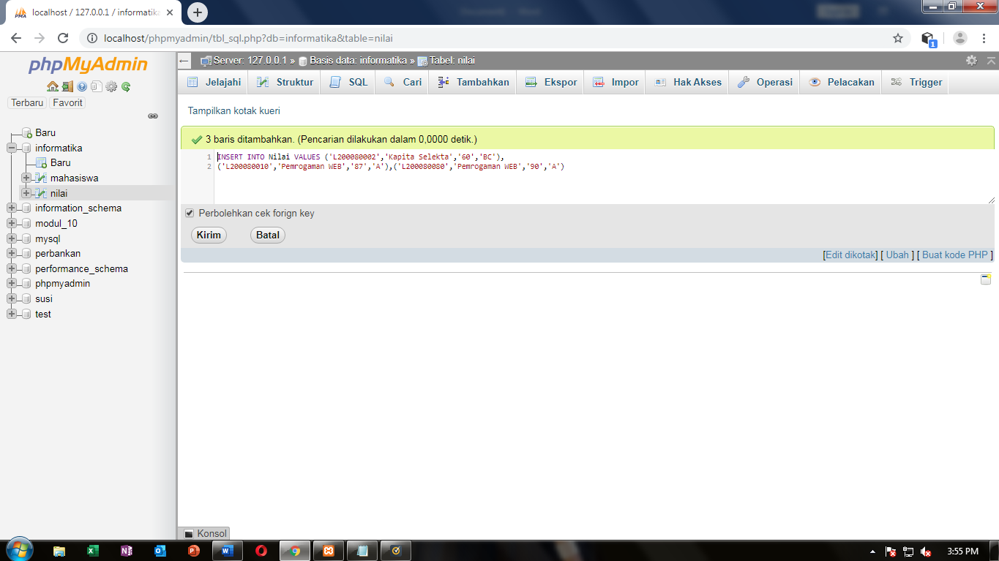 localhost / 127.0.0.1 / informatika
localhost/phpmyadmin/tbl_sql.php?db=informatika&table=nilai
1
phpMyAdmin
Terbaru Favorit
Baru
informatika
Baru
mahasiswa
nilai
information_schema
modul_10
mysql
perbankan
performance_schema
phpmyadmin
susi
test
Server: 127.0.0.1 » Basis data: informatika » Tabel: nilai
Jelajahi Struktur SQL Cari Tambahkan Ekspor Impor Hak Akses Operasi Pelacakan Trigger
Tampilkan kotak kueri
3 baris ditambahkan. (Pencarian dilakukan dalam 0,0000 detik.)
1 INSERT INTO Nilai VALUES ('L200080002','Kapita Selekta','60','BC'),
2 ('L200080010','Pemrogaman WEB','87','A'),('L200080080','Pemrogaman WEB','90','A')
Perbolehkan cek forign key
Kirim Batal
[Edit dikotak] [ Ubah ] [ Buat kode PHP ]
Konsol
3:55 PM